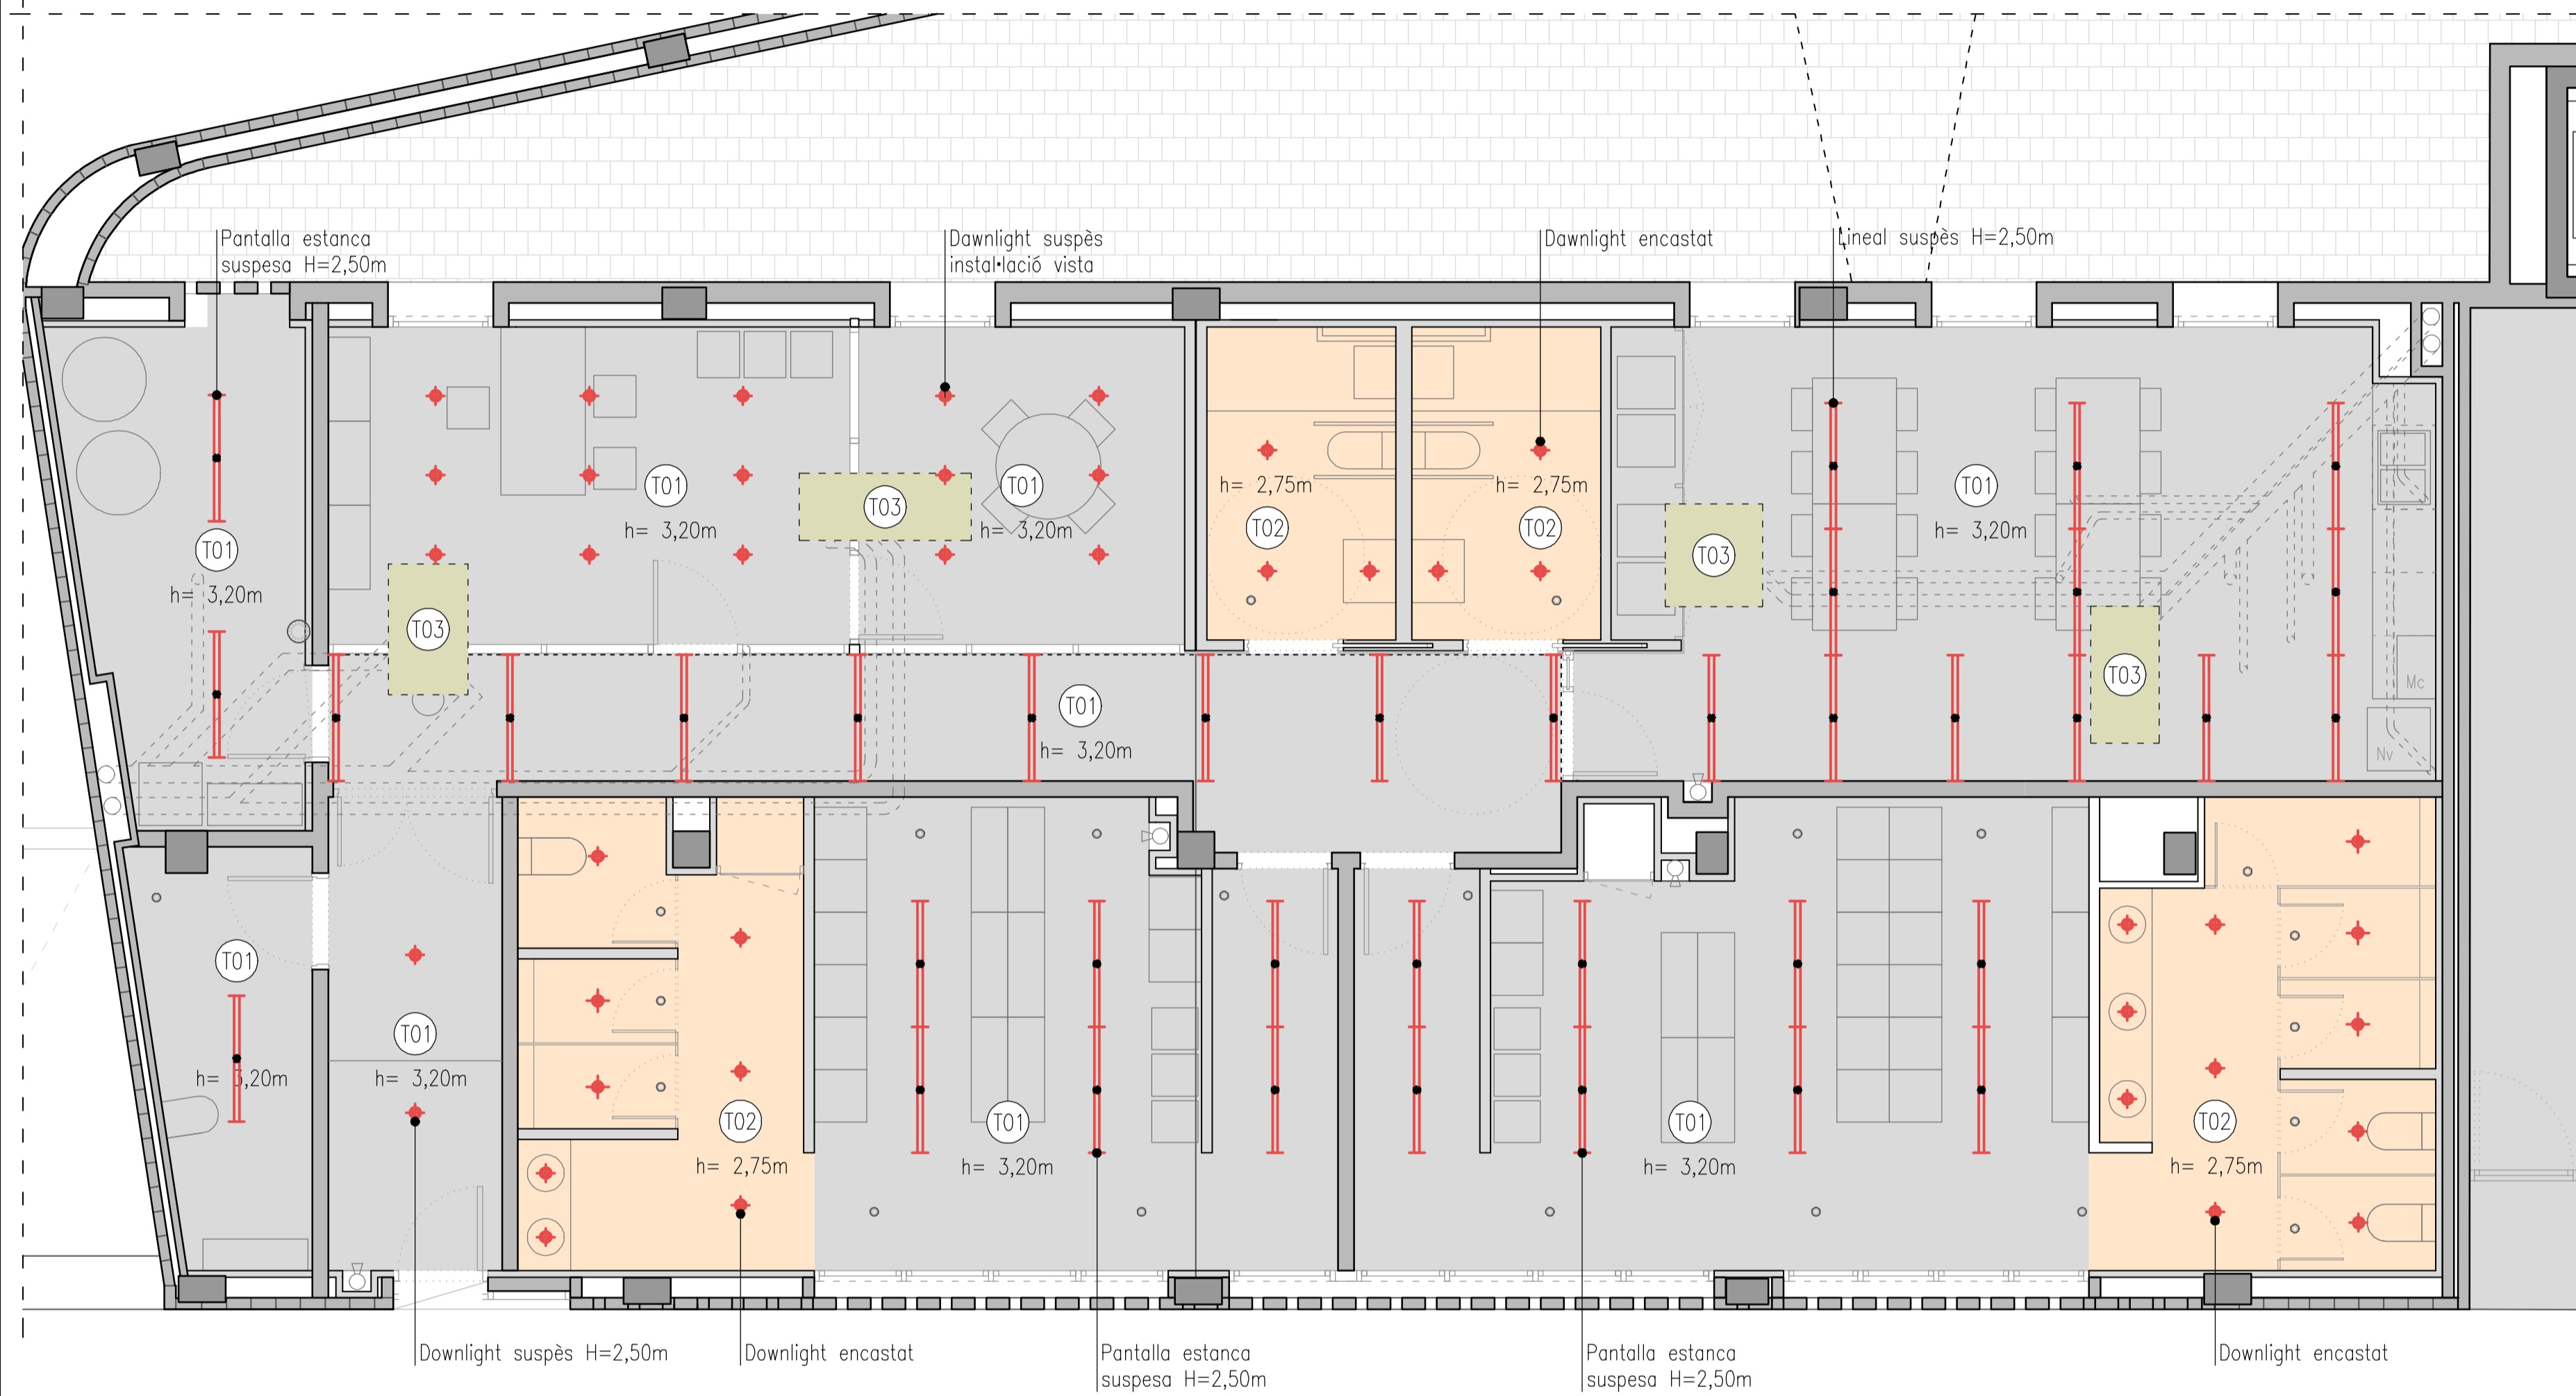 Pantalla estanca
suspesa H=2,50m
Dawnlight suspès
instal•lació vista
Dawnlight encastat
Lineal suspès H=2,50m
T01
h= 3,20m
T01
h= 3,20m
T03
T01
h= 3,20m
h= 2,75m
T02
h= 2,75m
T02
T03
T01
h= 3,20m
T03
T03
Mc
Nv
T01
h= 3,20m
T01
h= 3,20m
T01
h= 3,20m
T02
h= 2,75m
T01
h= 3,20m
T01
h= 3,20m
T02
h= 2,75m
Downlight suspès H=2,50m
Downlight encastat
Pantalla estanca
suspesa H=2,50m
Pantalla estanca
suspesa H=2,50m
Downlight encastat